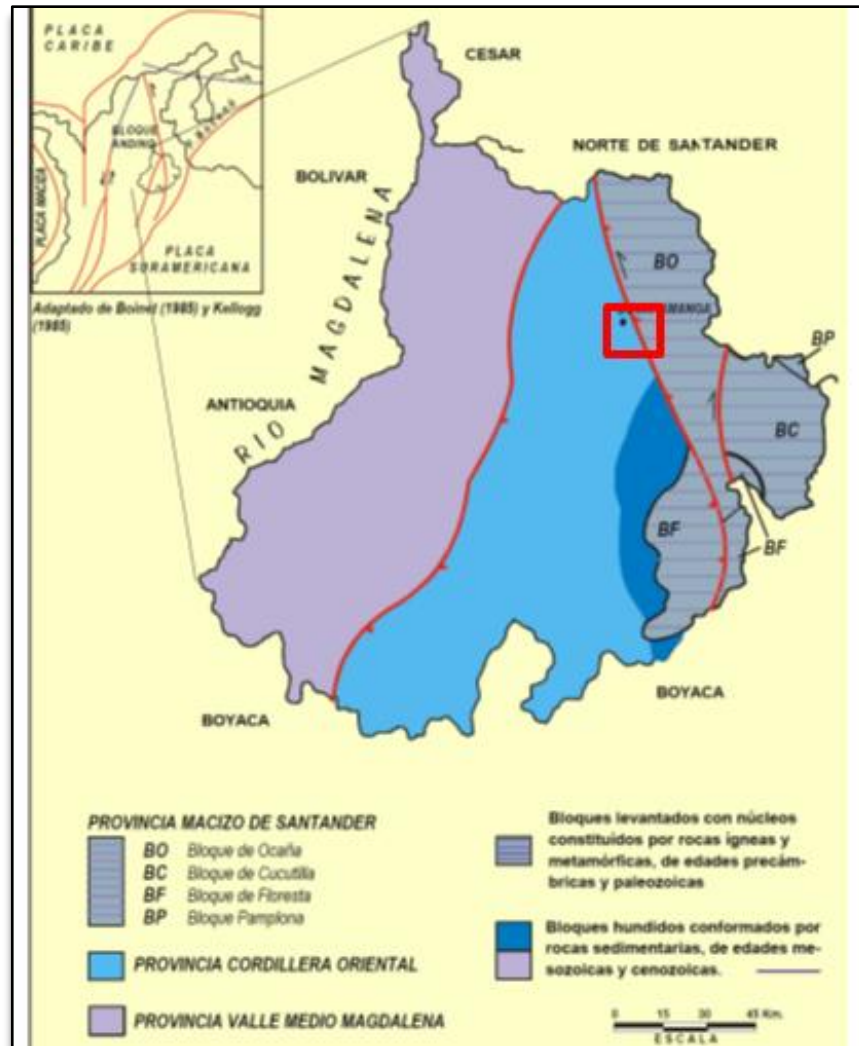 PLACA
CARIBE
BLOQUE
ANDINO
PLACA NAZCA
PLACA
SURAMERICANA
Adaptado de Boinet (1985) y Kellogg
(1985)
CESAR
NORTE DE SANTANDER
BOLIVAR
RIO MAGDALENA
ANTIOQUIA
BO
AMANGA
BP
BC
BF
BF
BOYACA
BOYACA
PROVINCIA MACIZO DE SANTANDER
BO Bloque de Ocaña
BC Bloque de Cucutilla
BF Bloque de Floresta
BP Bloque Pamplona
PROVINCIA CORDILLERA ORIENTAL
PROVINCIA VALLE MEDIO MAGDALENA
Bloques levantados con núcleos
constituidos por rocas ígneas y
metamórficas, de edades precám-
bricas y paleozoicas
Bloques hundidos conformados por
rocas sedimentarias, de edades me-
sozoicas y cenozoicas.
0 15 30 45 Km.
ESCALA